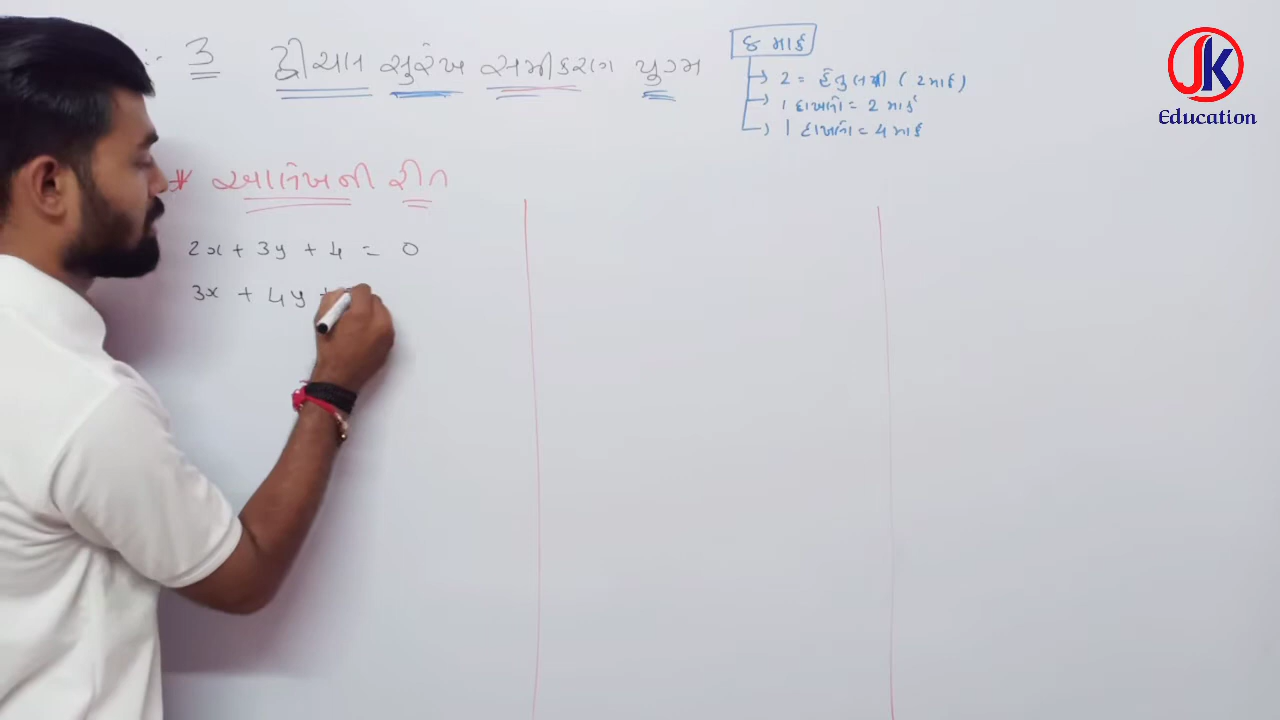 :- 3 દ્વીચલ સુરેખ સમીકરણ યુગ્મ
8 માર્ક
2 = હેતુલક્ષી ( 2 માર્ક )
1 દાખલો = 2 માર્ક
1 દાખલો = 4 માર્ક
JK
Education
* આલેખની રીત
2x + 3y + 4 = 0
3x + 4y +